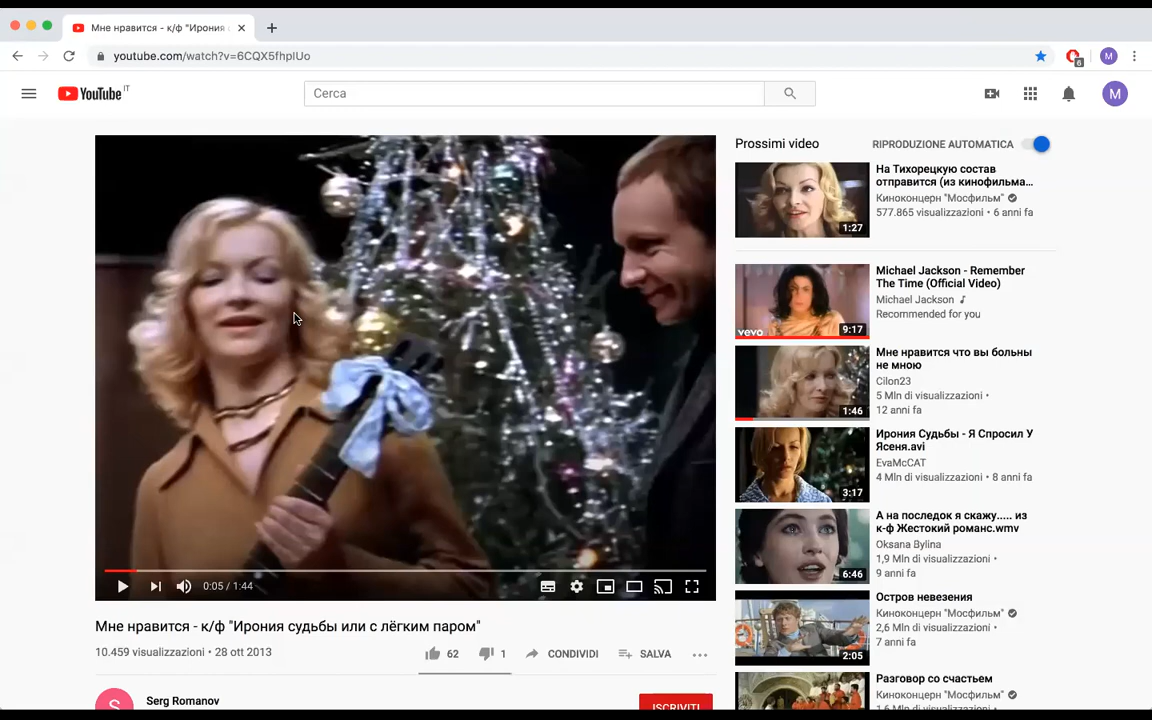 Мне нравится - к/ф "Ирония
youtube.com/watch?v=6CQX5fhpIUo
6
M
YouTube IT
Cerca
M
Prossimi video
RIPRODUZIONE AUTOMATICA
На Тихорецкую состав
отправится (из кинофильма…
Киноконцерн "Мосфильм"
577.865 visualizzazioni • 6 anni fa
1:27
Michael Jackson - Remember
The Time (Official Video)
Michael Jackson
Recommended for you
vevo
9:17
Мне нравится что вы больны
не мною
Cilon23
5 Mln di visualizzazioni •
12 anni fa
1:46
Ирония Судьбы - Я Спросил У
Ясеня.avi
EvaMcCAT
4 Mln di visualizzazioni • 8 anni fa
3:17
А на последок я скажу..... из
к-ф Жестокий романс.wmv
Oksana Bylina
1,9 Mln di visualizzazioni •
9 anni fa
6:46
Остров невезения
Киноконцерн "Мосфильм"
2,6 Mln di visualizzazioni •
7 anni fa
2:05
Разговор со счастьем
Киноконцерн "Мосфильм"
1,6 Mln di visualizzazioni •
0:05 / 1:44
Мне нравится - к/ф "Ирония судьбы или с лёгким паром"
10.459 visualizzazioni • 28 ott 2013
62
1
CONDIVIDI
SALVA
S
Serg Romanov
ISCRIVITI